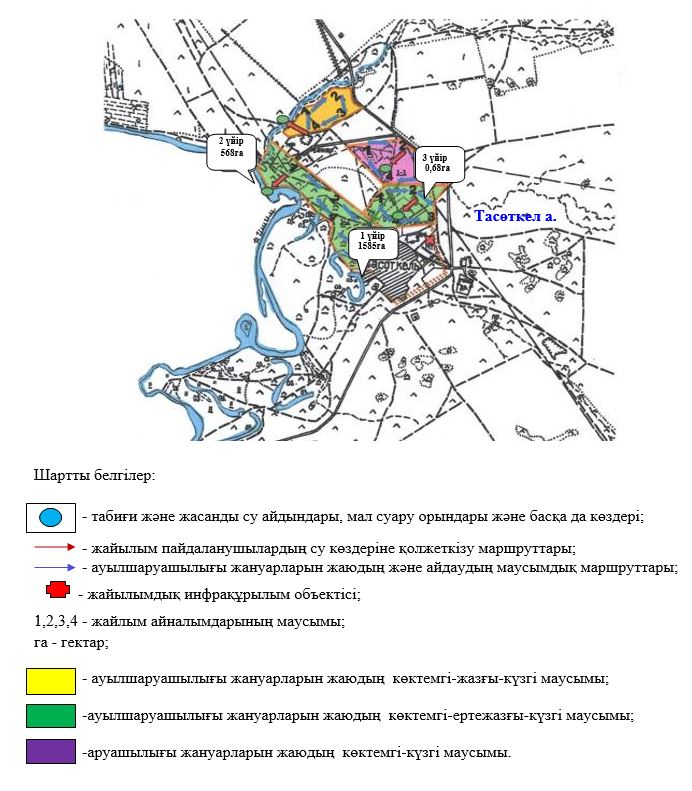 2 үйір
568га
3 үйір
0,68га
Тасөткел а.
1 үйір
1585га
Тасоткель
Шартты белгілер:
- табиғи және жасанды су айдындары, мал суару орындары және басқа да көздері;
- жайылым пайдаланушылардың су көздеріне қолжеткізу маршруттары;
- ауылшаруашылығы жануарларын жаюдың және айдаудың маусымдық маршруттары;
- жайылымдық инфрақұрылым объектісі;
1,2,3,4 - жайлым айналымдарының маусымы;
га - гектар;
- ауылшаруашылығы жануарларын жаюдың көктемгі-жазғы-күзгі маусымы;
-ауылшаруашылығы жануарларын жаюдың көктемгі-ертежазғы-күзгі маусымы;
-аруашылығы жануарларын жаюдың көктемгі-күзгі маусымы.